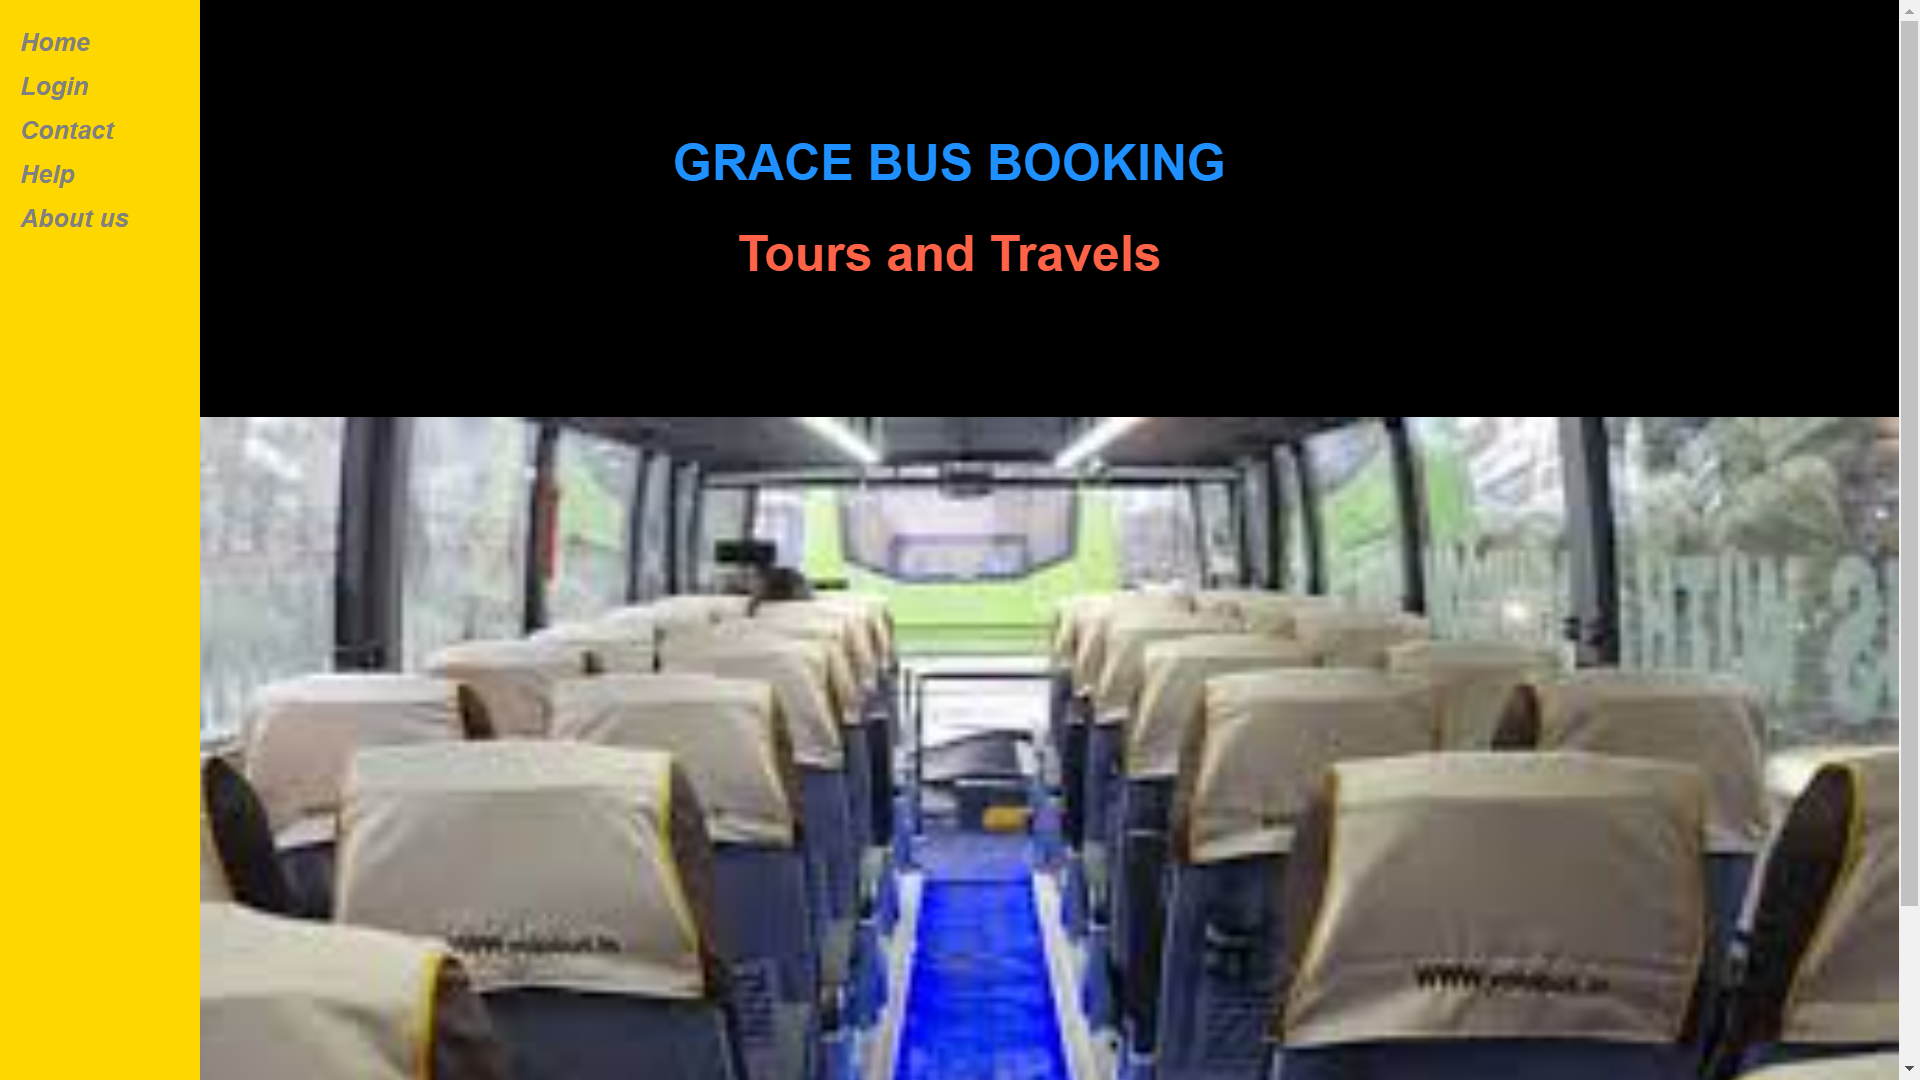 Home
Login
Contact
Help
About us
GRACE BUS BOOKING
Tours and Travels